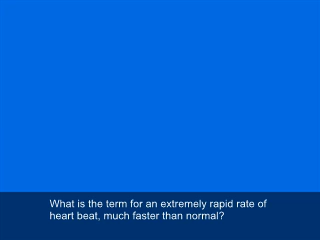 What is the term for an extremely rapid rate of
heart beat, much faster than normal?